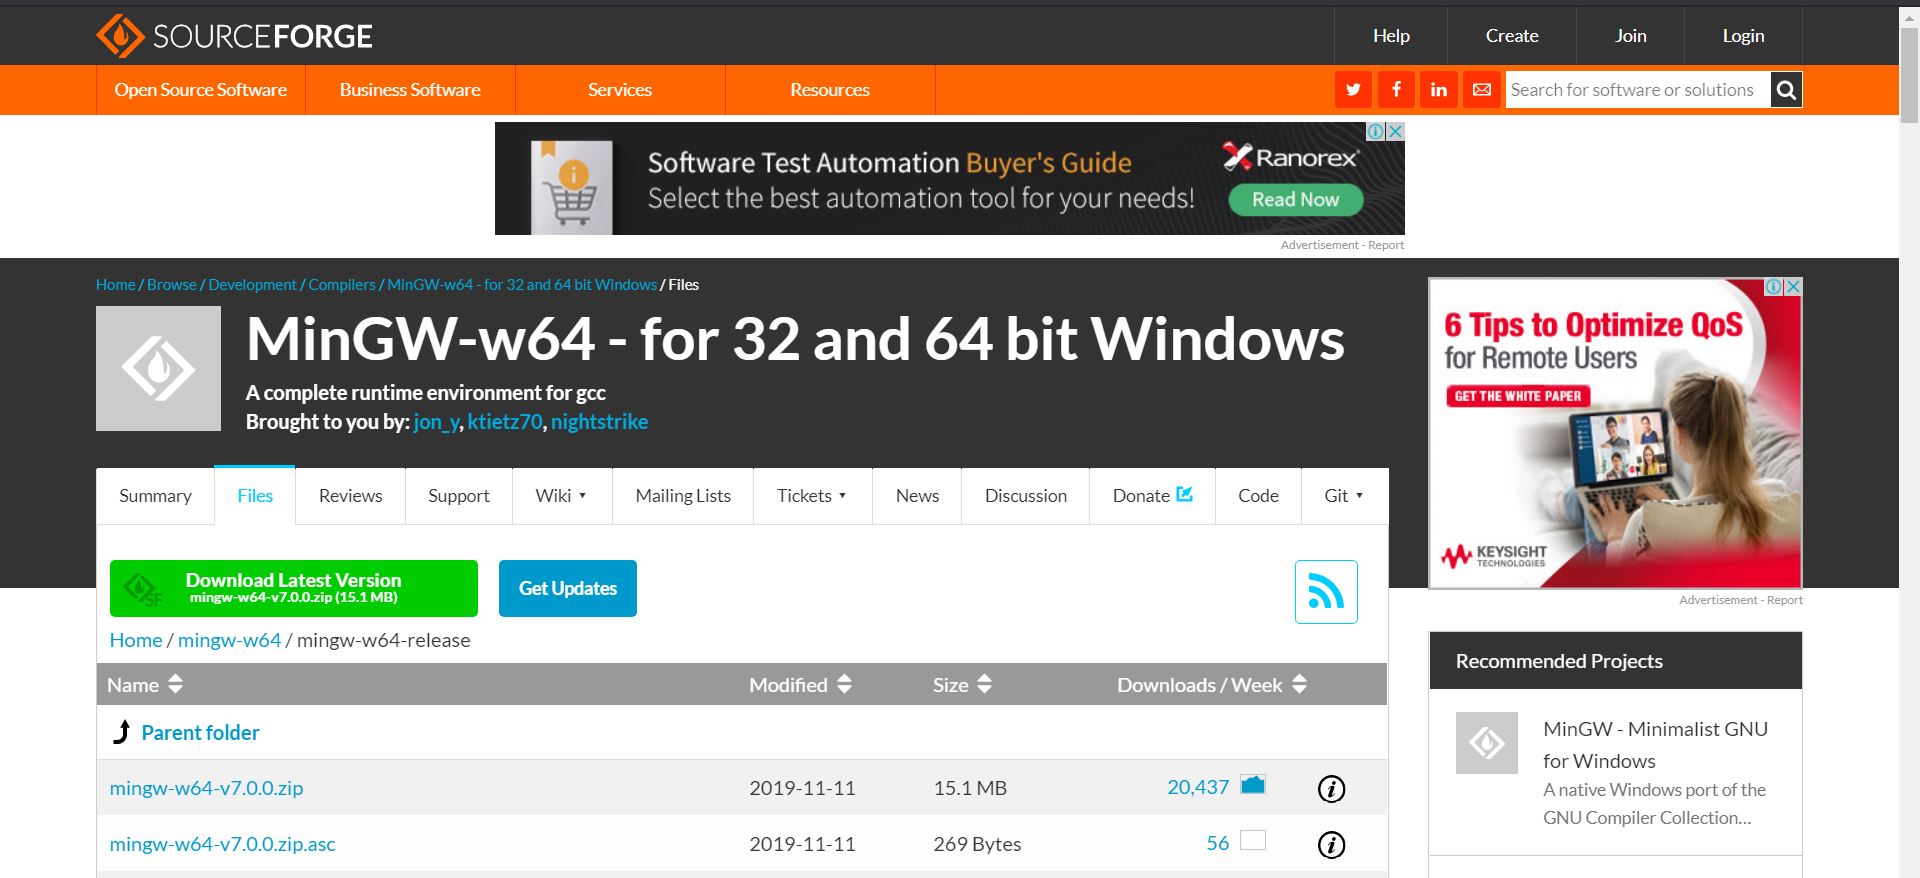 SOURCEFORGE
Help
Create
Join
Login
Open Source Software
Business Software
Services
Resources
Search for software or solutions
Software Test Automation Buyer's Guide
Select the best automation tool for your needs!
Ranorex
Read Now
Advertisement - Report
Home / Browse / Development / Compilers / MinGW-w64 - for 32 and 64 bit Windows / Files
MinGW-w64 - for 32 and 64 bit Windows
A complete runtime environment for gcc
Brought to you by: jon_y, ktietz70, nightstrike
6 Tips to Optimize QoS
for Remote Users
GET THE WHITE PAPER
KEYSIGHT
TECHNOLOGIES
Advertisement - Report
Summary
Files
Reviews
Support
Wiki
Mailing Lists
Tickets
News
Discussion
Donate
Code
Git
SF
Download Latest Version
mingw-w64-v7.0.0.zip (15.1 MB)
Get Updates
Home / mingw-w64 / mingw-w64-release
Name Modified Size Downloads / Week
Parent folder
mingw-w64-v7.0.0.zip 2019-11-11 15.1 MB 20,437
mingw-w64-v7.0.0.zip.asc 2019-11-11 269 Bytes 56
Recommended Projects
MinGW - Minimalist GNU
for Windows
A native Windows port of the
GNU Compiler Collection...